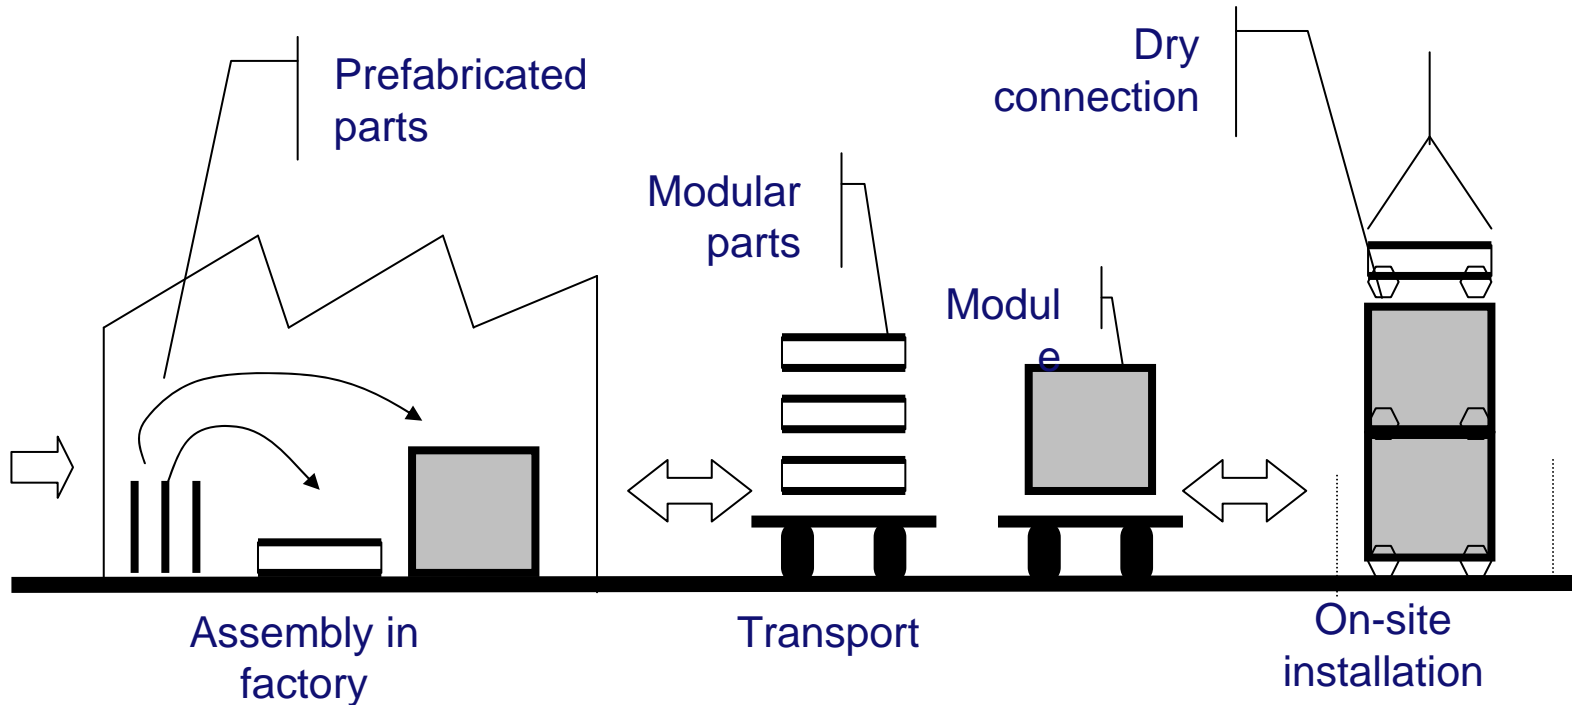 Prefabricated
parts
Modular
parts
Modul
e
Dry
connection
Assembly in
factory
Transport
On-site
installation